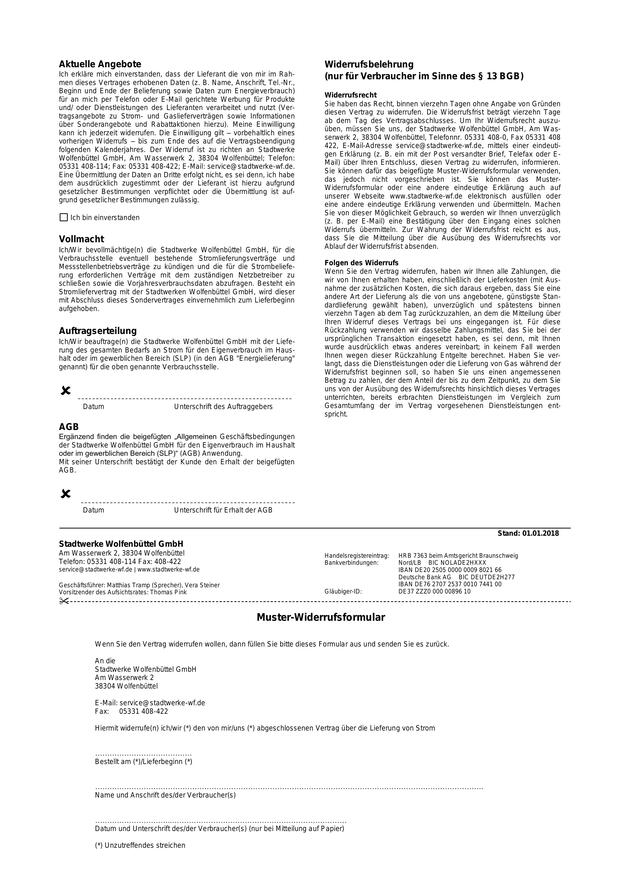 Aktuelle Angebote
Ich erkläre mich einverstanden, dass der Lieferant die von mir im Rah-
men dieses Vertrages erhobenen Daten (z. B. Name, Anschrift, Tel.-Nr.,
Beginn und Ende der Belieferung sowie Daten zum Energieverbrauch)
für an mich per Telefon oder E-Mail gerichtete Werbung für Produkte
und/ oder Dienstleistungen des Lieferanten verarbeitet und nutzt (Ver-
tragsangebote zu Strom- und Gaslieferverträgen sowie Informationen
über Sonderangebote und Rabattaktionen hierzu). Meine Einwilligung
kann ich jederzeit widerrufen. Die Einwilligung gilt – vorbehaltlich eines
vorherigen Widerrufs – bis zum Ende des auf die Vertragsbeendigung
folgenden Kalenderjahres. Der Widerruf ist zu richten an Stadtwerke
Wolfenbüttel GmbH, Am Wasserwerk 2, 38304 Wolfenbüttel; Telefon:
05331 408-114; Fax: 05331 408-422; E-Mail: service@stadtwerke-wf.de.
Eine Übermittlung der Daten an Dritte erfolgt nicht, es sei denn, ich habe
dem ausdrücklich zugestimmt oder der Lieferant ist hierzu aufgrund
gesetzlicher Bestimmungen verpflichtet oder die Übermittlung ist auf-
grund gesetzlicher Bestimmungen zulässig.
Ich bin einverstanden
Vollmacht
Ich/Wir bevollmächtige(n) die Stadtwerke Wolfenbüttel GmbH, für die
Verbrauchsstelle eventuell bestehende Stromlieferungsverträge und
Messstellenbetriebsverträge zu kündigen und die für die Strombeliefe-
rung erforderlichen Verträge mit dem zuständigen Netzbetreiber zu
schließen sowie die Vorjahresverbrauchsdaten abzufragen. Besteht ein
Stromliefervertrag mit der Stadtwerken Wolfenbüttel GmbH, wird dieser
mit Abschluss dieses Sondervertrages einvernehmlich zum Lieferbeginn
aufgehoben.
Auftragserteilung
Ich/Wir beauftrage(n) die Stadtwerke Wolfenbüttel GmbH mit der Liefe-
rung des gesamten Bedarfs an Strom für den Eigenverbrauch im Haus-
halt oder im gewerblichen Bereich (SLP) (in den AGB "Energielieferung"
genannt) für die oben genannte Verbrauchsstelle.
Datum Unterschrift des Auftraggebers
AGB
Ergänzend finden die beigefügten „Allgemeinen Geschäftsbedingungen
der Stadtwerke Wolfenbüttel GmbH für den Eigenverbrauch im Haushalt
oder im gewerblichen Bereich (SLP)" (AGB) Anwendung.
Mit seiner Unterschrift bestätigt der Kunde den Erhalt der beigefügten
AGB.
Datum Unterschrift für Erhalt der AGB
Widerrufsbelehrung
(nur für Verbraucher im Sinne des § 13 BGB)
Widerrufsrecht
Sie haben das Recht, binnen vierzehn Tagen ohne Angabe von Gründen
diesen Vertrag zu widerrufen. Die Widerrufsfrist beträgt vierzehn Tage
ab dem Tag des Vertragsabschlusses. Um Ihr Widerrufsrecht auszu-
üben, müssen Sie uns, der Stadtwerke Wolfenbüttel GmbH, Am Was-
serwerk 2, 38304 Wolfenbüttel, Telefonnr. 05331 408-0, Fax 05331 408
422, E-Mail-Adresse service@stadtwerke-wf.de, mittels einer eindeuti-
gen Erklärung (z. B. ein mit der Post versandter Brief, Telefax oder E-
Mail) über Ihren Entschluss, diesen Vertrag zu widerrufen, informieren.
Sie können dafür das beigefügte Muster-Widerrufsformular verwenden,
das jedoch nicht vorgeschrieben ist. Sie können das Muster-
Widerrufsformular oder eine andere eindeutige Erklärung auch auf
unserer Webseite www.stadtwerke-wf.de elektronisch ausfüllen oder
eine andere eindeutige Erklärung verwenden und übermitteln. Machen
Sie von dieser Möglichkeit Gebrauch, so werden wir Ihnen unverzüglich
(z. B. per E-Mail) eine Bestätigung über den Eingang eines solchen
Widerrufs übermitteln. Zur Wahrung der Widerrufsfrist reicht es aus,
dass Sie die Mitteilung über die Ausübung des Widerrufsrechts vor
Ablauf der Widerrufsfrist absenden.
Folgen des Widerrufs
Wenn Sie den Vertrag widerrufen, haben wir Ihnen alle Zahlungen, die
wir von Ihnen erhalten haben, einschließlich der Lieferkosten (mit Aus-
nahme der zusätzlichen Kosten, die sich daraus ergeben, dass Sie eine
andere Art der Lieferung als die von uns angebotene, günstigste Stan-
dardlieferung gewählt haben), unverzüglich und spätestens binnen
vierzehn Tagen ab dem Tag zurückzuzahlen, an dem die Mitteilung über
Ihren Widerruf dieses Vertrags bei uns eingegangen ist. Für diese
Rückzahlung verwenden wir dasselbe Zahlungsmittel, das Sie bei der
ursprünglichen Transaktion eingesetzt haben, es sei denn, mit Ihnen
wurde ausdrücklich etwas anderes vereinbart; in keinem Fall werden
Ihnen wegen dieser Rückzahlung Entgelte berechnet. Haben Sie ver-
langt, dass die Dienstleistungen oder die Lieferung von Gas während der
Widerrufsfrist beginnen soll, so haben Sie uns einen angemessenen
Betrag zu zahlen, der dem Anteil der bis zu dem Zeitpunkt, zu dem Sie
uns von der Ausübung des Widerrufsrechts hinsichtlich dieses Vertrages
unterrichten, bereits erbrachten Dienstleistungen im Vergleich zum
Gesamtumfang der im Vertrag vorgesehenen Dienstleistungen ent-
spricht.
Stand: 01.01.2018
Stadtwerke Wolfenbüttel GmbH
Am Wasserwerk 2, 38304 Wolfenbüttel
Telefon: 05331 408-114 Fax: 408-422
service@stadtwerke-wf.de | www.stadtwerke-wf.de
Geschäftsführer: Matthias Tramp (Sprecher), Vera Steiner
Vorsitzender des Aufsichtsrates: Thomas Pink
Handelsregistereintrag: HRB 7363 beim Amtsgericht Braunschweig
Bankverbindungen: Nord/LB BIC NOLADE2HXXX
IBAN DE20 2505 0000 0009 8021 66
Deutsche Bank AG BIC DEUTDE2H277
IBAN DE76 2707 2537 0010 7441 00
Gläubiger-ID: DE37 ZZZ0 000 00896 10
Muster-Widerrufsformular
Wenn Sie den Vertrag widerrufen wollen, dann füllen Sie bitte dieses Formular aus und senden Sie es zurück.
An die
Stadtwerke Wolfenbüttel GmbH
Am Wasserwerk 2
38304 Wolfenbüttel
E-Mail: service@stadtwerke-wf.de
Fax: 05331 408-422
Hiermit widerrufe(n) ich/wir (*) den von mir/uns (*) abgeschlossenen Vertrag über die Lieferung von Strom
Bestellt am (*)/Lieferbeginn (*)
Name und Anschrift des/der Verbraucher(s)
Datum und Unterschrift des/der Verbraucher(s) (nur bei Mitteilung auf Papier)
(*) Unzutreffendes streichen